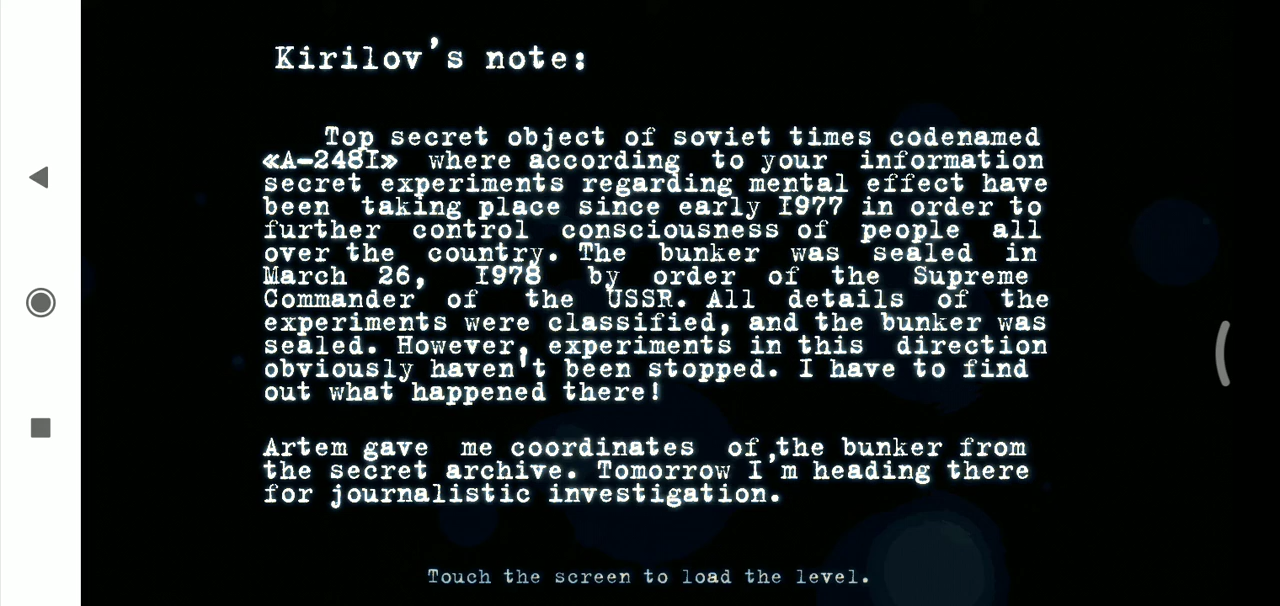 Kirilov's note:
Top secret object of soviet times codenamed
«A-248I» where according to your information
secret experiments regarding mental effect have
been taking place since early I977 in order to
further control consciousness of people all
over the country. The bunker was sealed in
March 26, I978 by order of the Supreme
Commander of the USSR. All details of the
experiments were classified, and the bunker was
sealed. However, experiments in this direction
obviously haven't been stopped. I have to find
out what happened there!
Artem gave me coordinates of the bunker from
the secret archive. Tomorrow I'm heading there
for journalistic investigation.
Touch the screen to load the level.